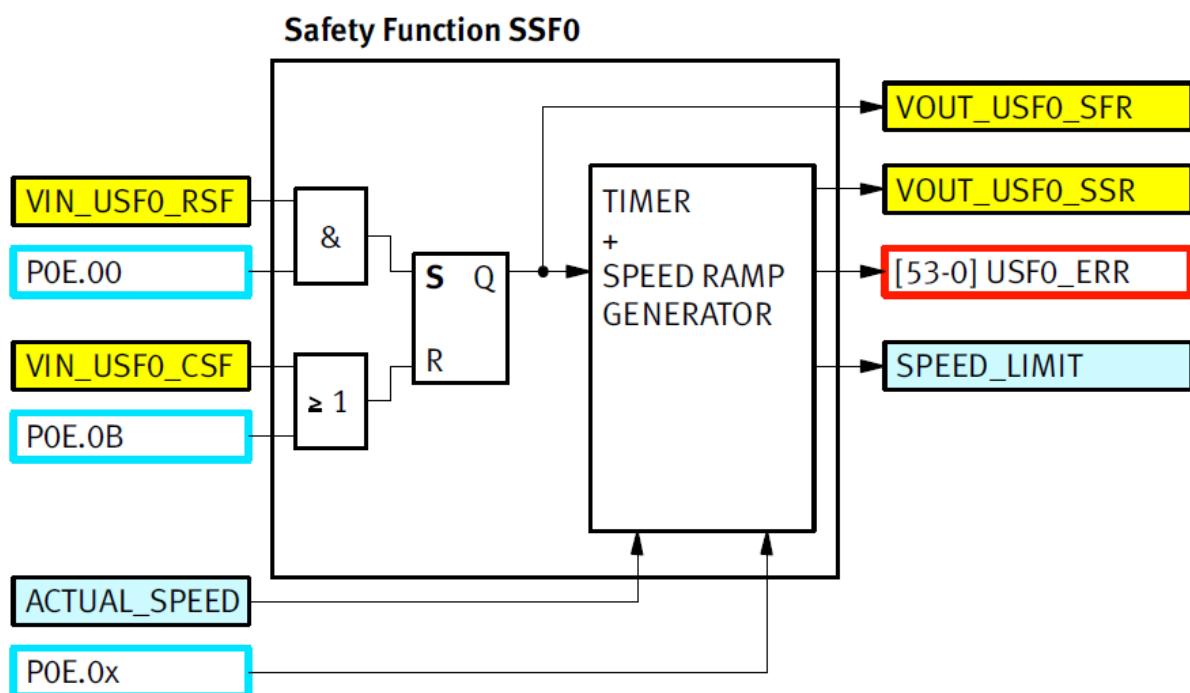 Safety Function SSF0
VOUT_USF0_SFR
VIN_USF0_RSF
&
TIMER
+
SPEED RAMP
GENERATOR
VOUT_USF0_SSR
P0E.00
S Q
[53-0] USF0_ERR
VIN_USF0_CSF
≥ 1
R
SPEED_LIMIT
P0E.0B
ACTUAL_SPEED
P0E.0x